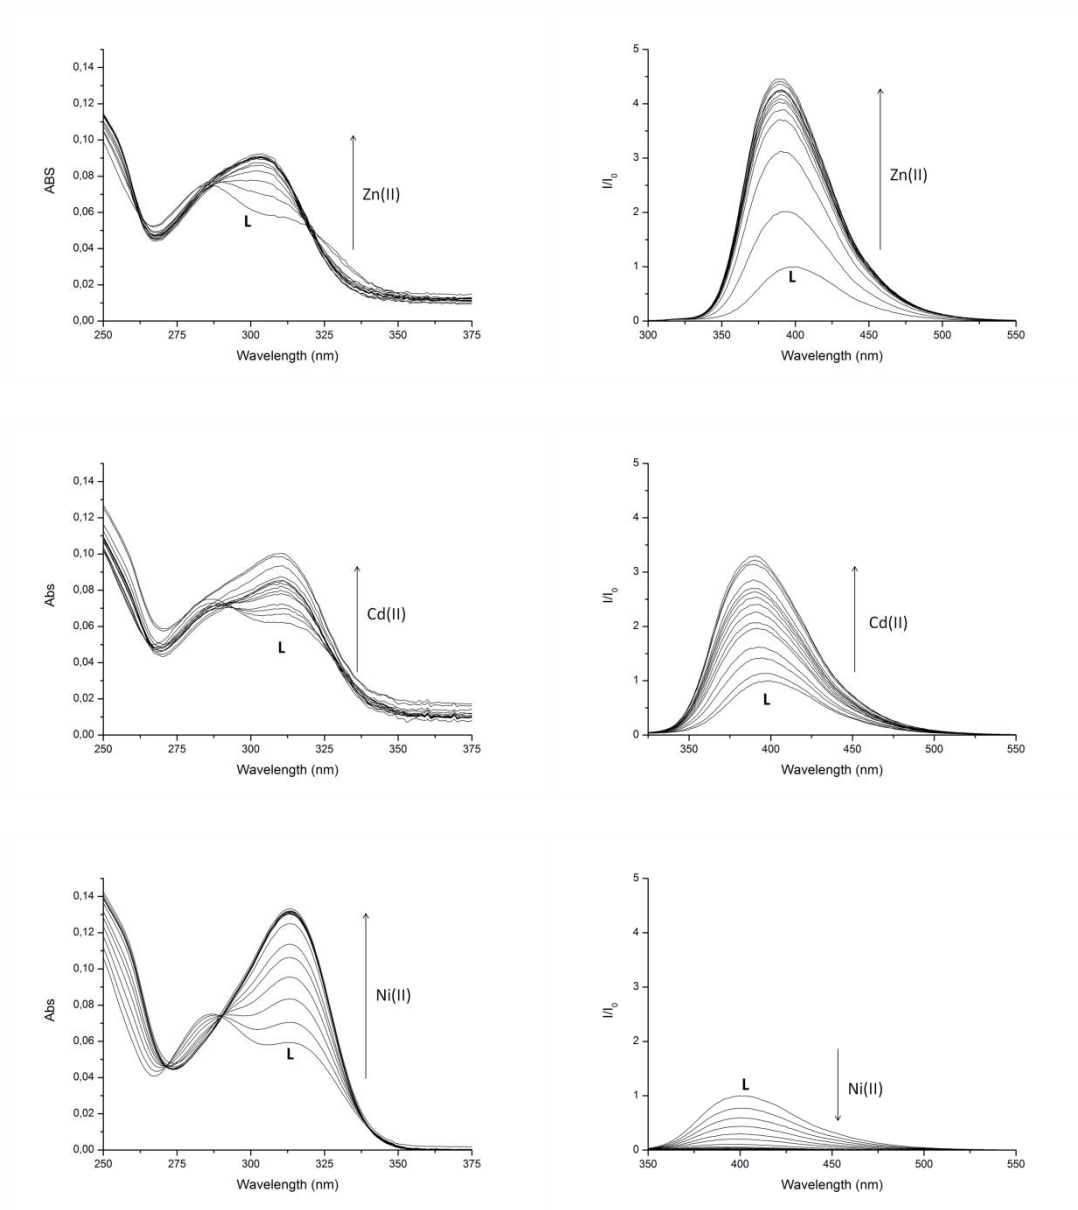 0,14
0,12
0,10
0,08
0,06
0,04
0,02
0,00
ABS
L
Zn(II)
250 275 300 325 350 375
Wavelength (nm)
5
4
3
2
1
0
I/I0
Zn(II)
L
300 350 400 450 500 550
Wavelength (nm)
0,14
0,12
0,10
0,08
0,06
0,04
0,02
0,00
Abs
Cd(II)
L
250 275 300 325 350 375
Wavelength (nm)
5
4
3
2
1
0
I/I0
Cd(II)
L
350 400 450 500 550
Wavelength (nm)
0,14
0,12
0,10
0,08
0,06
0,04
0,02
0,00
Abs
Ni(II)
L
250 275 300 325 350 375
Wavelength (nm)
5
4
3
2
1
0
I/I0
L
Ni(II)
350 400 450 500 550
Wavelength (nm)